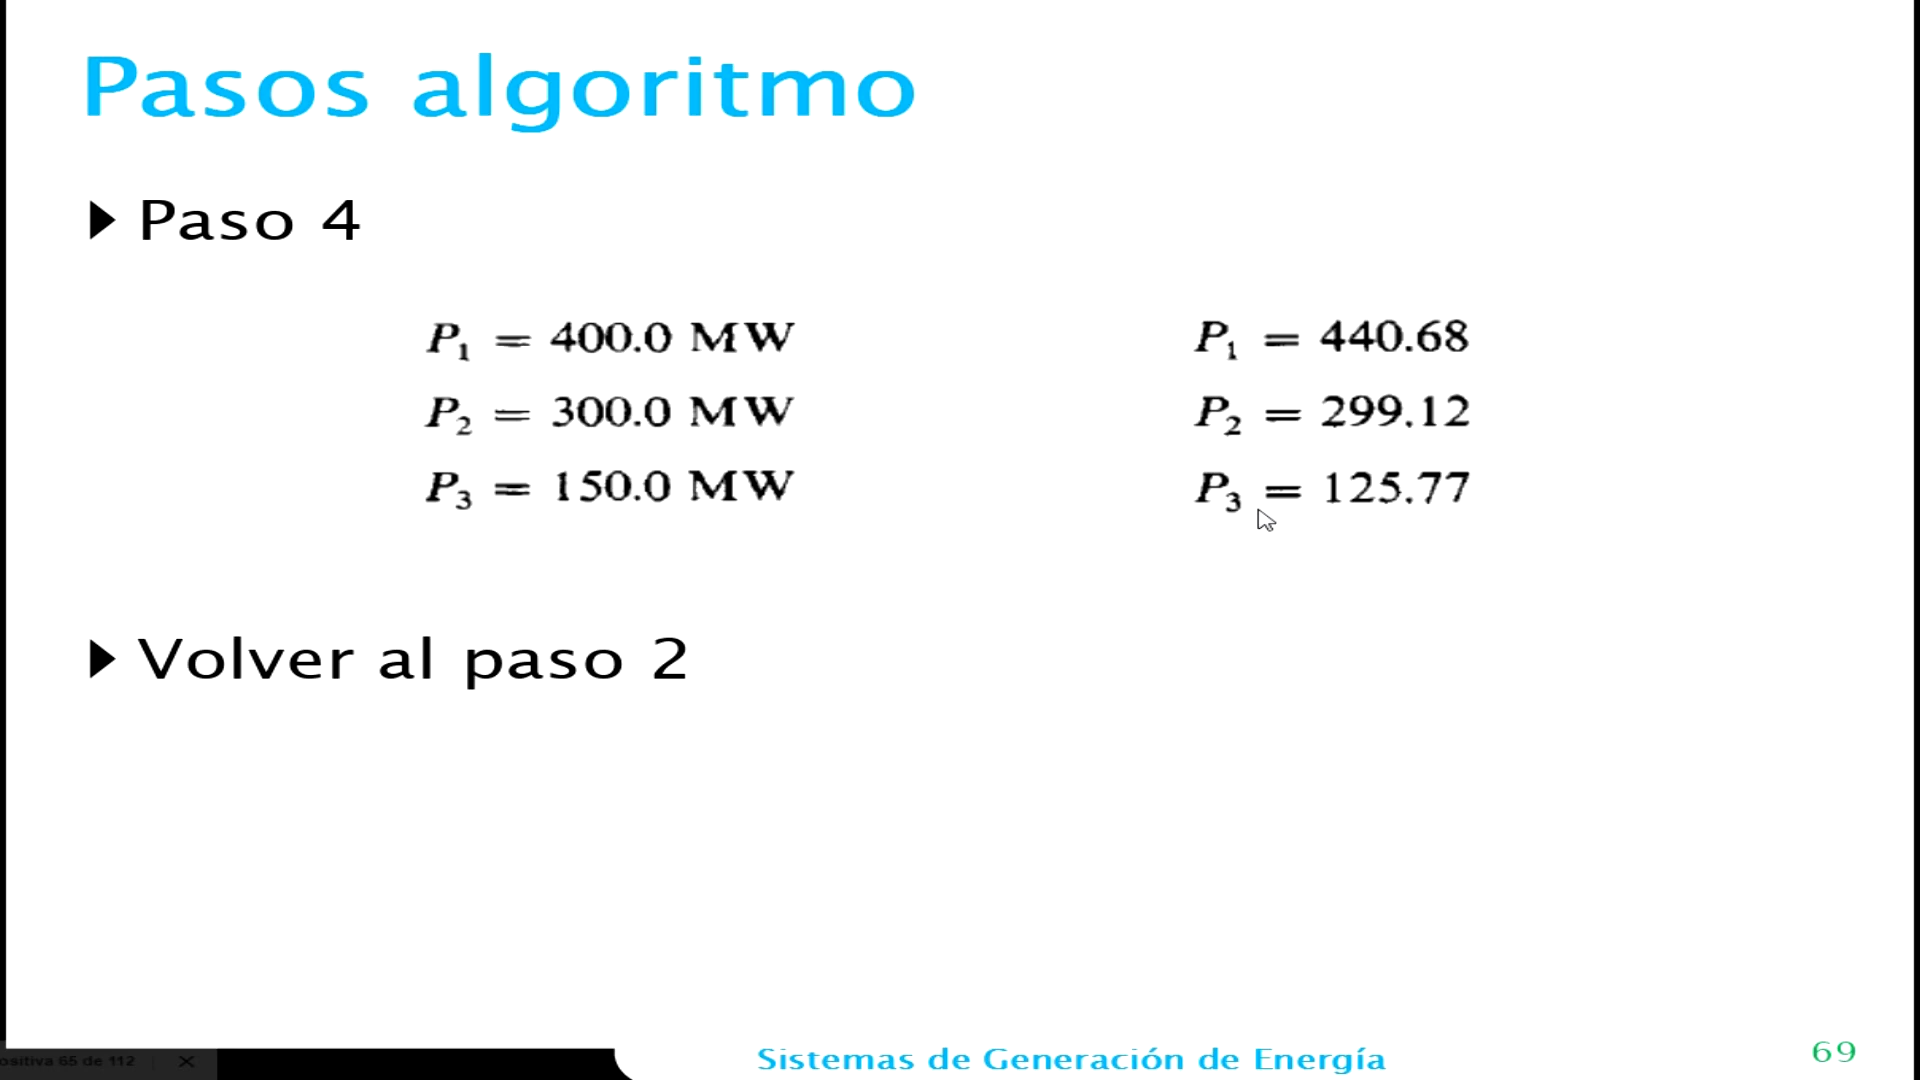 Pasos algoritmo
Paso 4
P₁ = 400.0 MW
P₂ = 300.0 MW
P₃ = 150.0 MW
P₁ = 440.68
P₂ = 299.12
P₃ = 125.77
Volver al paso 2
ositiva 65 de 112
Sistemas de Generación de Energía
69